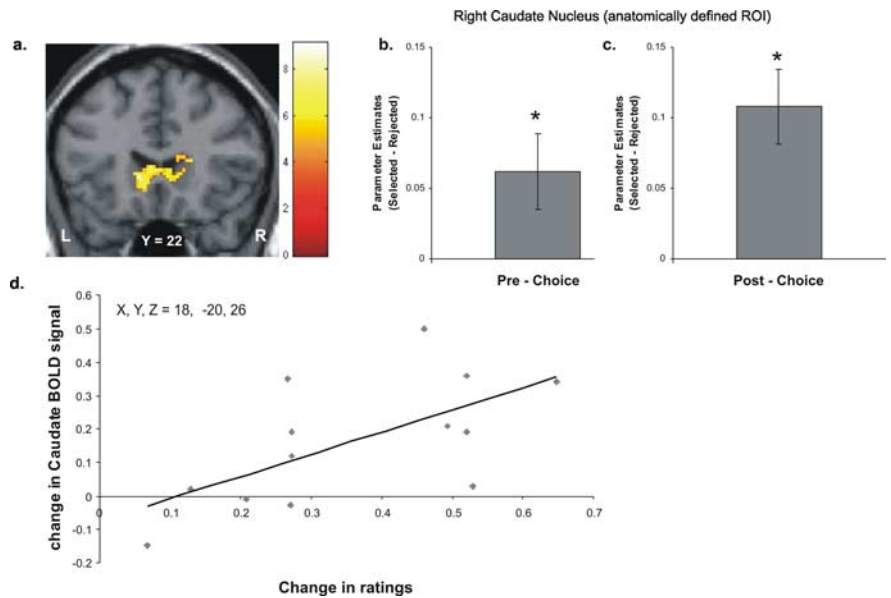 Right Caudate Nucleus (anatomically defined ROI)
a.
8
6
4
2
0
L
Y = 22
R
b.
0.15
0.1
0.05
0
Parameter Estimates
(Selected - Rejected)
*
Pre - Choice
c.
0.15
0.1
0.05
0
Parameter Estimates
(Selected - Rejected)
*
Post - Choice
d.
X, Y, Z = 18, -20, 26
0.6
0.5
0.4
0.3
0.2
0.1
0
-0.1
-0.2
change in Caudate BOLD signal
0 0.1 0.2 0.3 0.4 0.5 0.6 0.7
Change in ratings